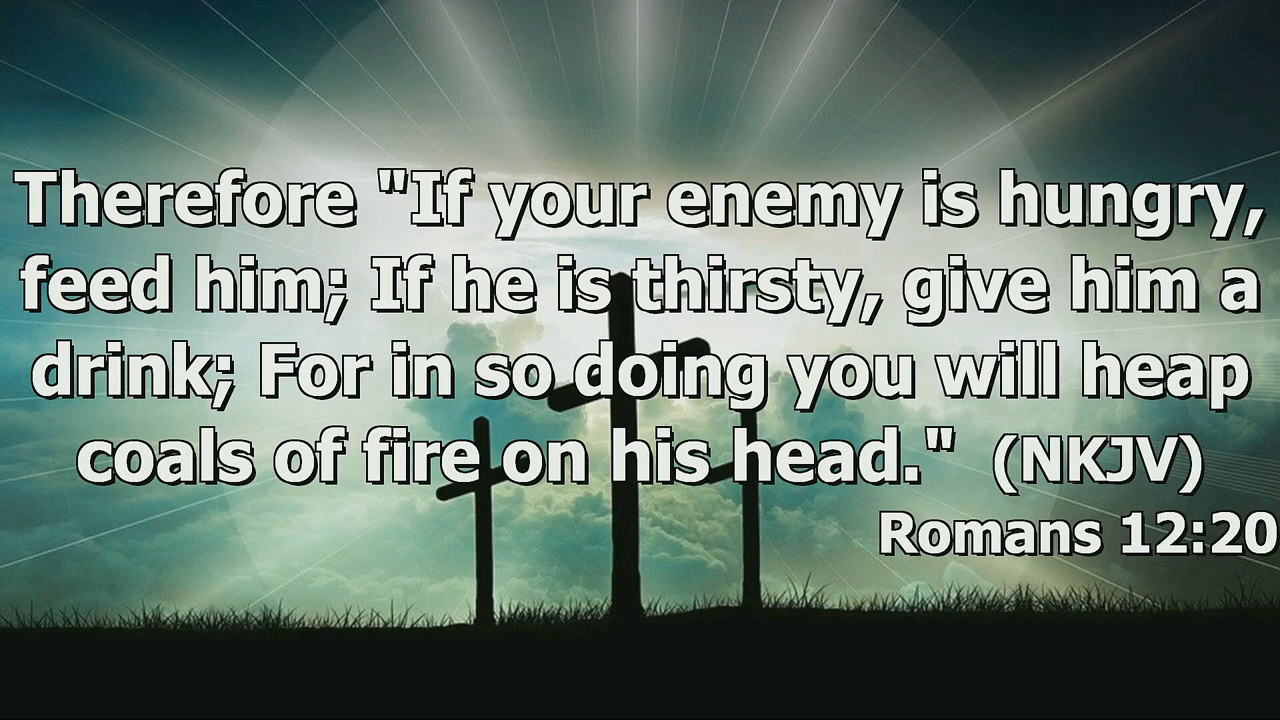 Therefore "If your enemy is hungry,
feed him; If he is thirsty, give him a
drink; For in so doing you will heap
coals of fire on his head." (NKJV)
Romans 12:20